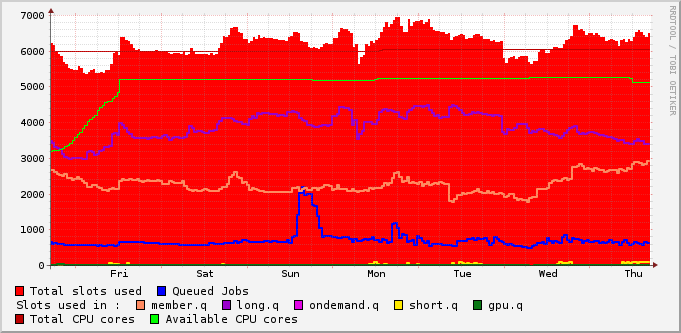 RRDTOOL / TOBI OETIKER
7000
6000
5000
4000
3000
2000
1000
0
Fri Sat Sun Mon Tue Wed Thu
Total slots used Queued Jobs
Slots used in : member.q long.q ondemand.q short.q gpu.q
Total CPU cores Available CPU cores